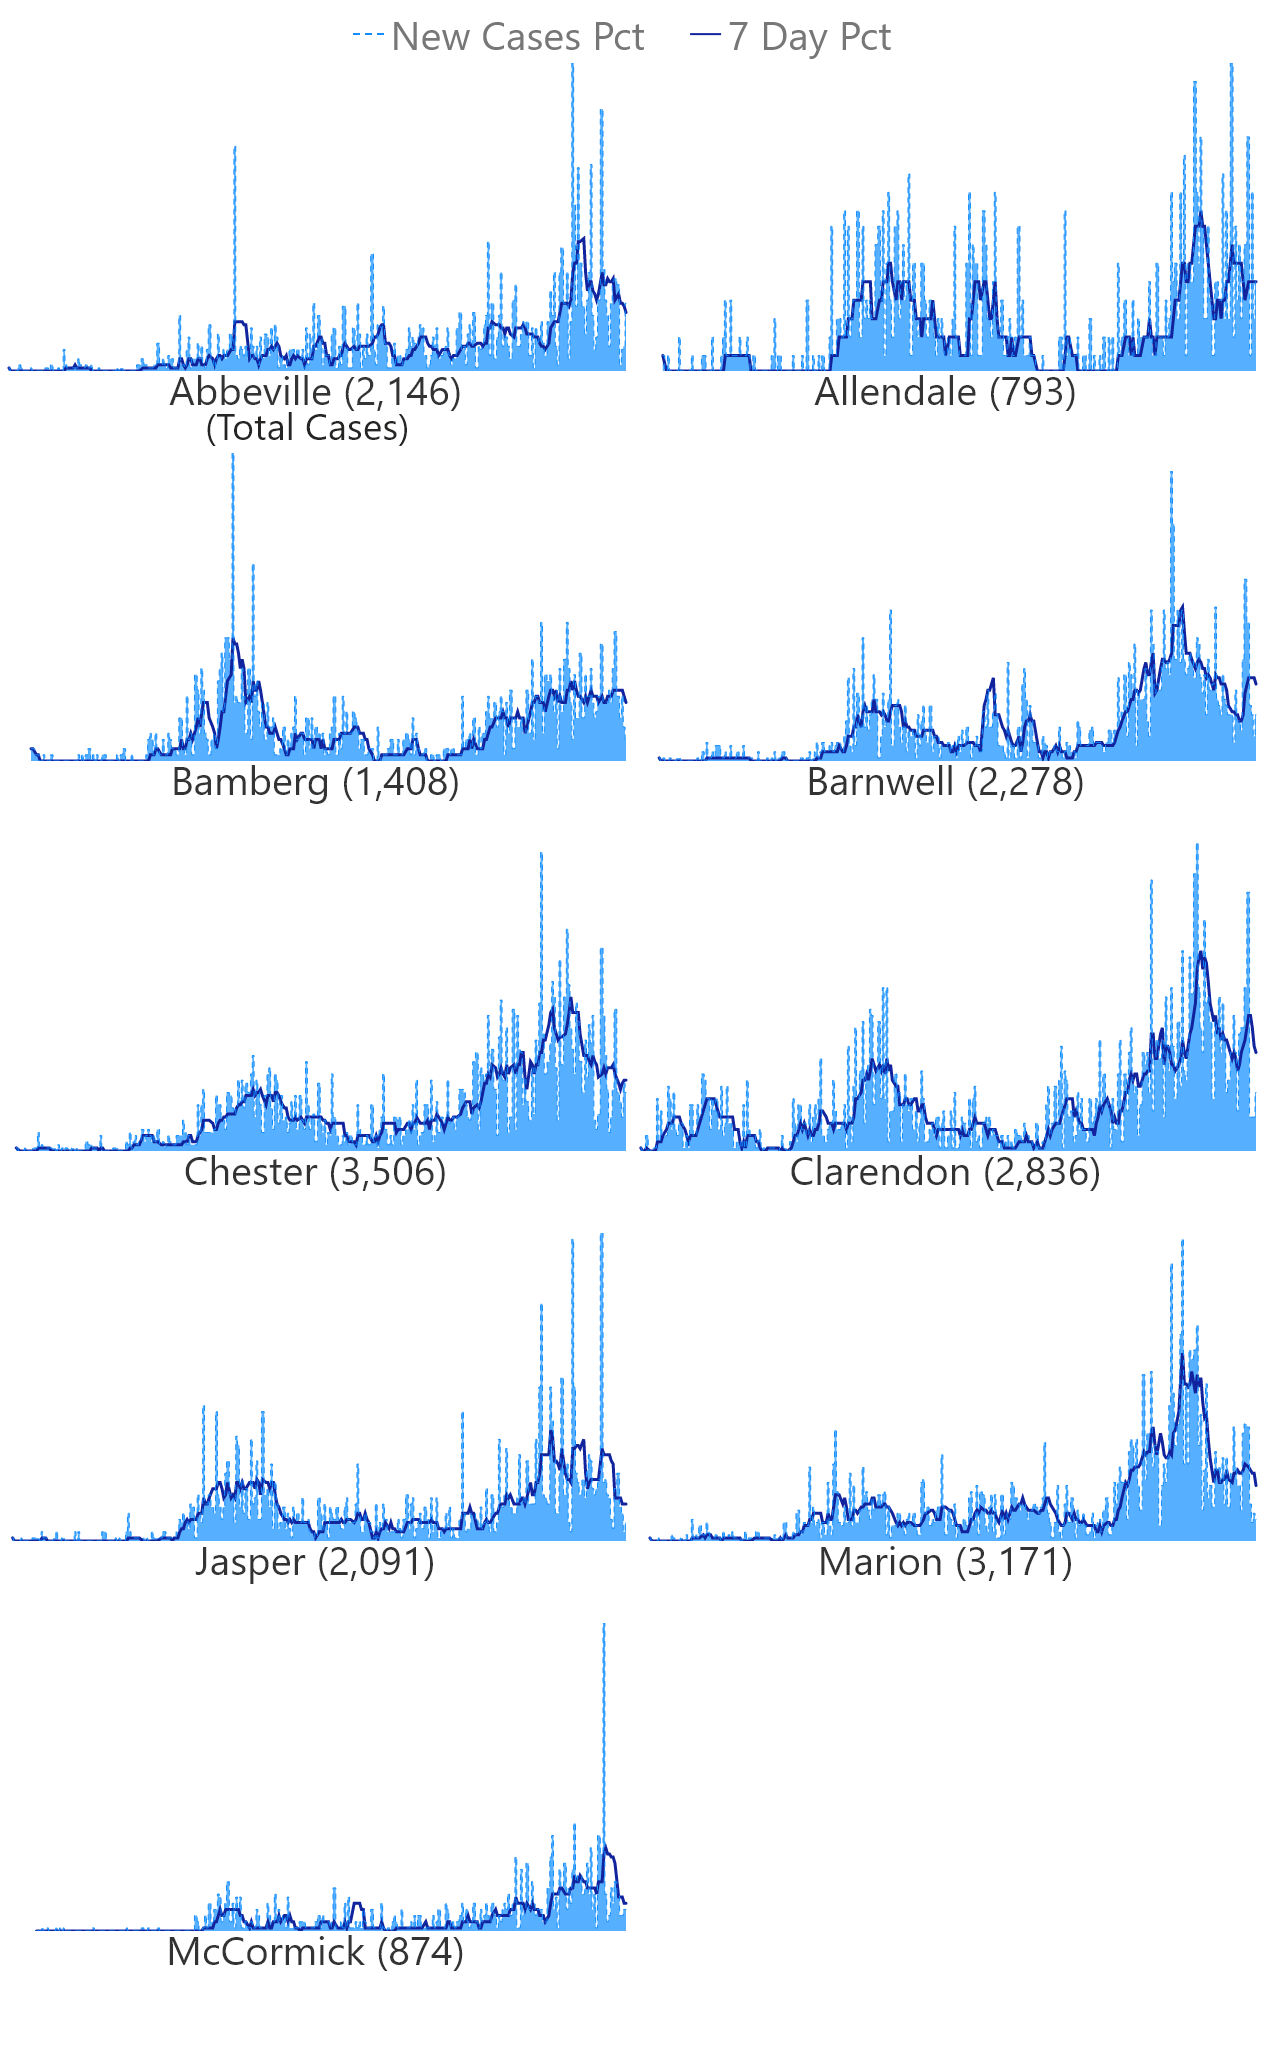 New Cases Pct 7 Day Pct
Abbeville (2,146) Allendale (793)
(Total Cases)
Bamberg (1,408) Barnwell (2,278)
Chester (3,506) Clarendon (2,836)
Jasper (2,091) Marion (3,171)
McCormick (874)